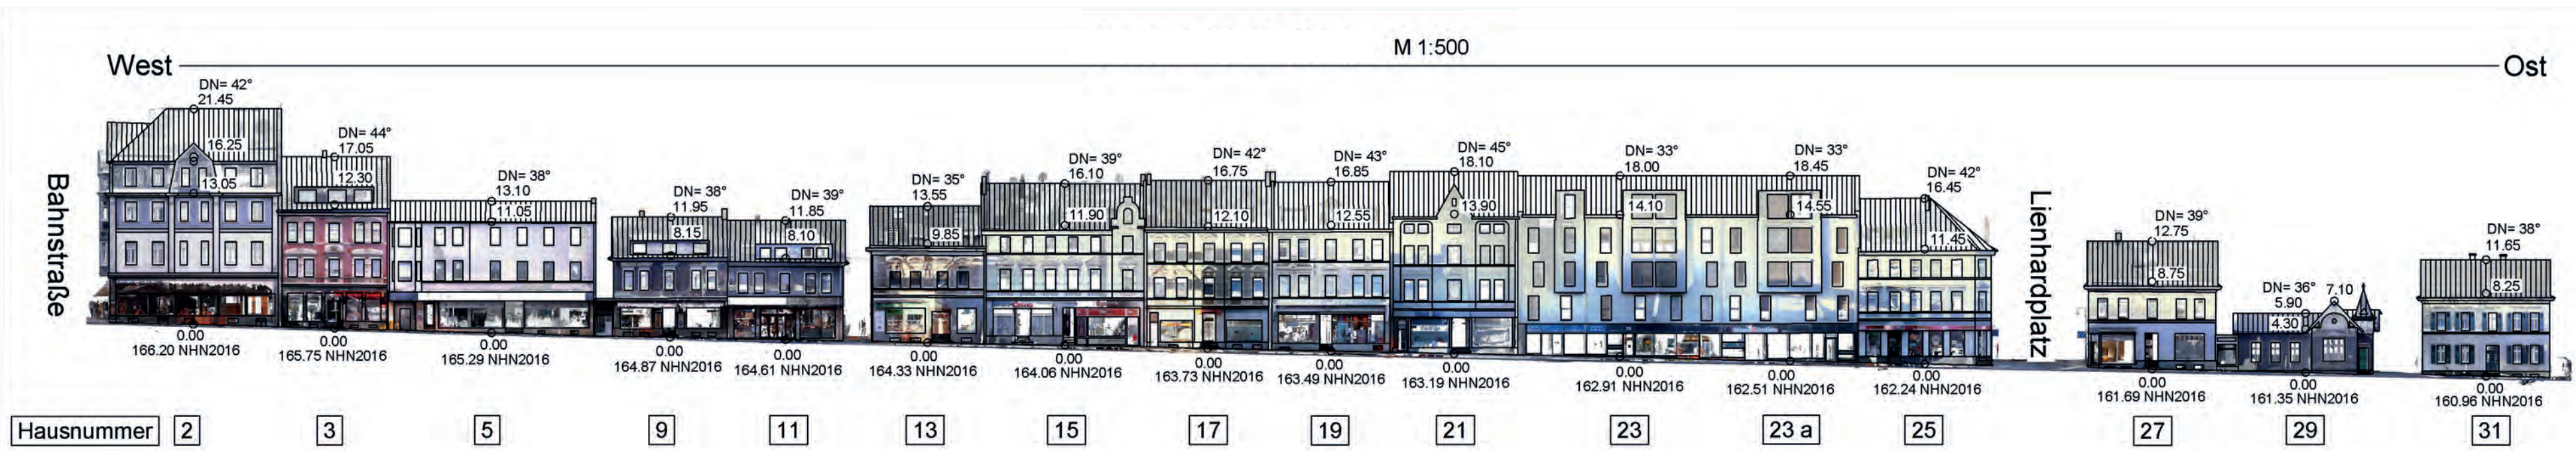 M 1:500
West
Ost
Bahnstraße
DN= 42°
21.45
16.25
13.05
0.00
166.20 NHN2016
DN= 44°
17.05
12.30
0.00
165.75 NHN2016
DN= 38°
13.10
11.05
0.00
165.29 NHN2016
DN= 38°
11.95
8.15
0.00
164.87 NHN2016
DN= 39°
11.85
8.10
0.00
164.61 NHN2016
DN= 35°
13.55
9.85
0.00
164.33 NHN2016
DN= 39°
16.10
11.90
0.00
164.06 NHN2016
DN= 42°
16.75
12.10
0.00
163.73 NHN2016
DN= 43°
16.85
12.55
0.00
163.49 NHN2016
DN= 45°
18.10
13.90
0.00
163.19 NHN2016
DN= 33°
18.00
14.10
0.00
162.91 NHN2016
DN= 33°
18.45
14.55
0.00
162.51 NHN2016
DN= 42°
16.45
11.45
0.00
162.24 NHN2016
Lienhardplatz
DN= 39°
12.75
8.75
0.00
161.69 NHN2016
DN= 36°
7.10
5.90
4.30
0.00
161.35 NHN2016
DN= 38°
11.65
8.25
0.00
160.96 NHN2016
Hausnummer 2 3 5 9 11 13 15 17 19 21 23 23 a 25 27 29 31